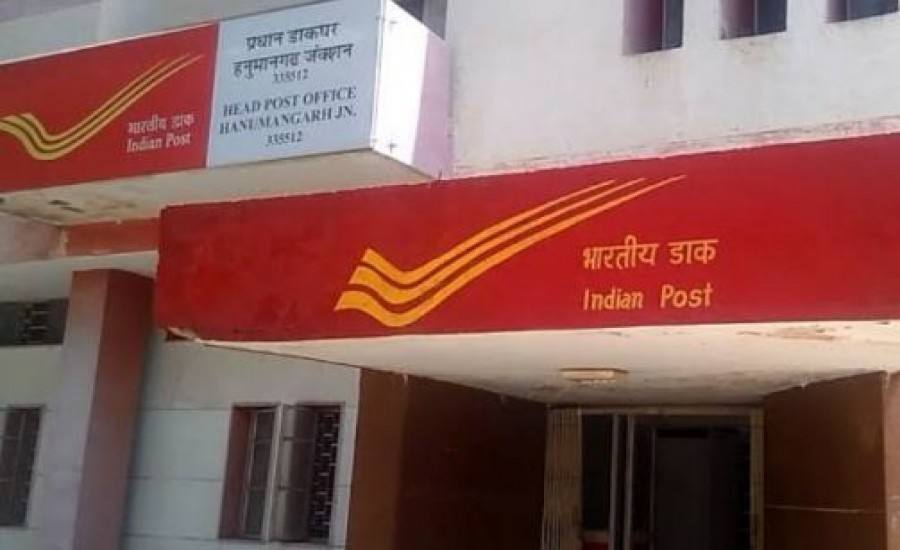 भारतीय डाक
Indian Post
प्रधान डाकघर
हनुमानगढ जंक्शन
335512
HEAD POST OFFICE
HANUMANGARH JN.
335512
भारतीय डाक
Indian Post